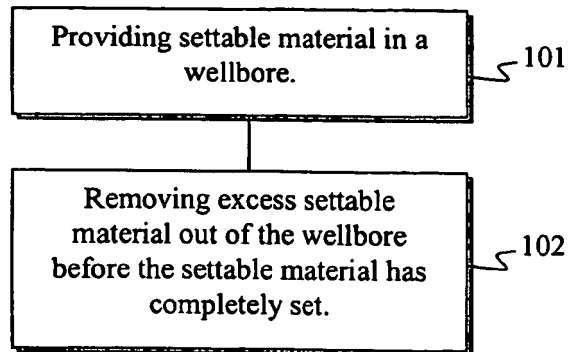 Providing settable material in a
wellbore.
101
Removing excess settable
material out of the wellbore
before the settable material has
completely set.
102